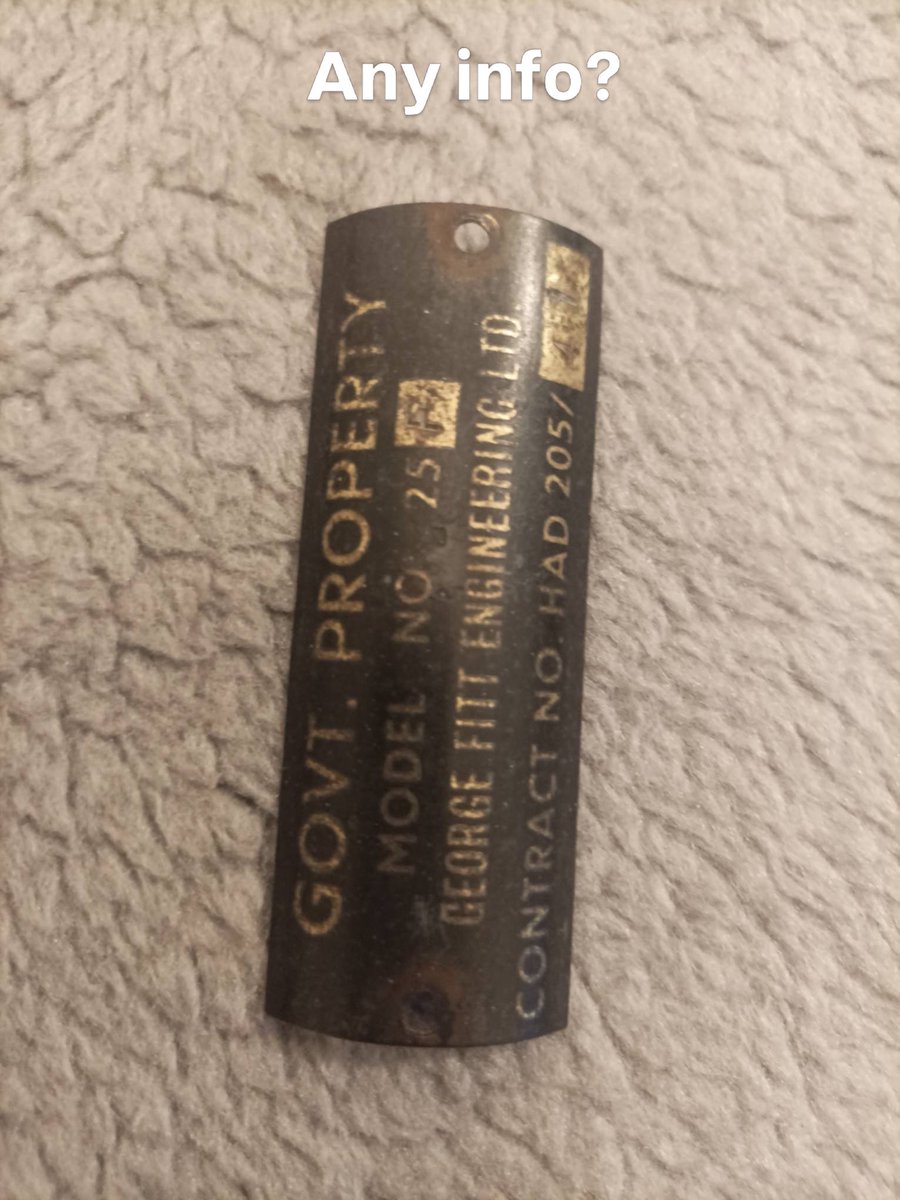 Any info?
GOVT. PROPERTY
MODEL NO 25
GEORGE FITT ENGINEERING LTD
CONTRACT NO. HAD 205/